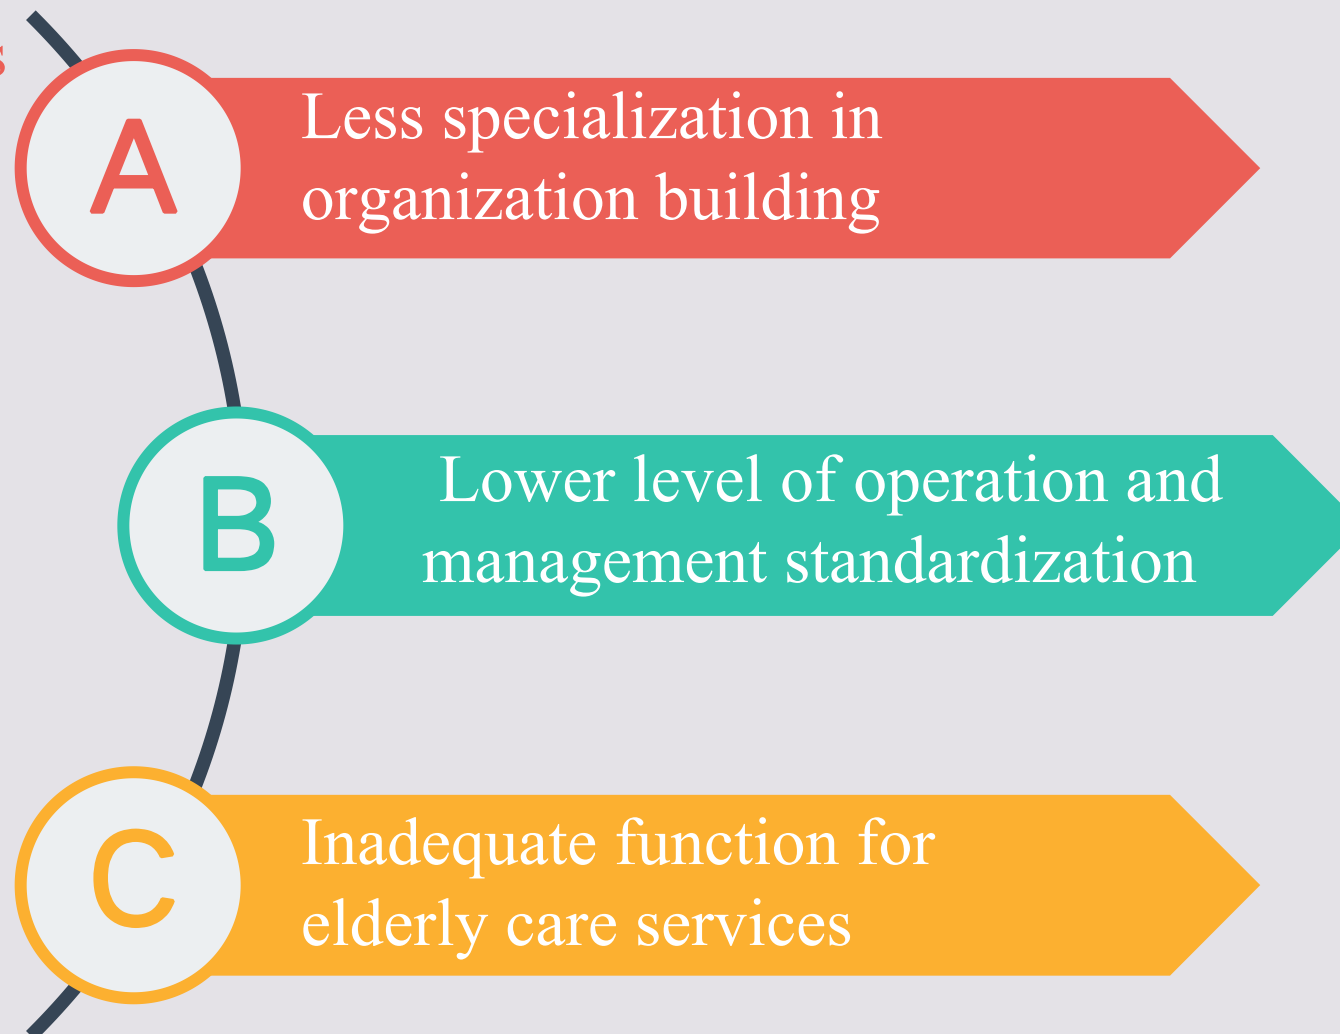 A
Less specialization in
organization building
B
Lower level of operation and
management standardization
C
Inadequate function for
elderly care services